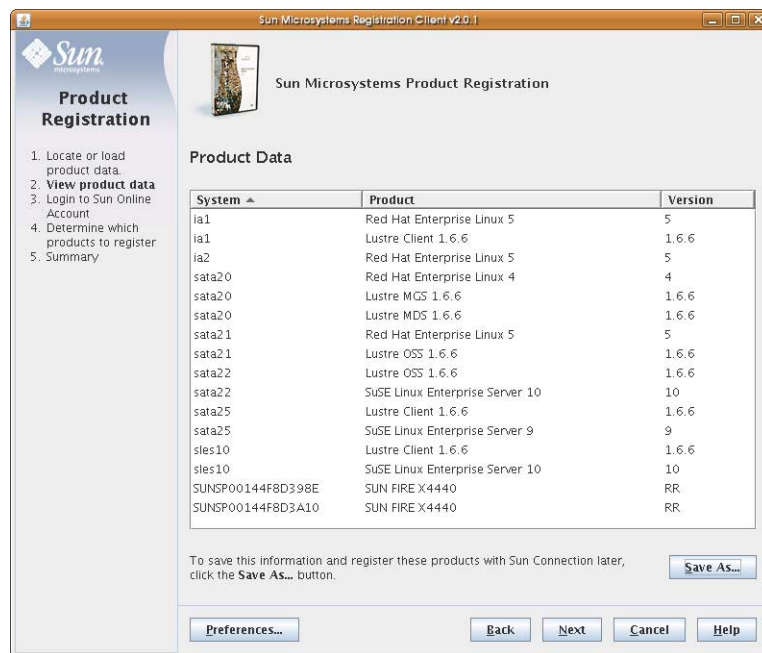 Sun Microsystems Registration Client v2.0.1
Sun
microsystems
Product
Registration
1. Locate or load
product data.
2. View product data
3. Login to Sun Online
Account
4. Determine which
products to register
5. Summary
Sun Microsystems Product Registration
Product Data
System Product Version
ia1 Red Hat Enterprise Linux 5 5
ia1 Lustre Client 1.6.6 1.6.6
ia2 Red Hat Enterprise Linux 5 5
sata20 Red Hat Enterprise Linux 4 4
sata20 Lustre MGS 1.6.6 1.6.6
sata20 Lustre MDS 1.6.6 1.6.6
sata21 Red Hat Enterprise Linux 5 5
sata21 Lustre OSS 1.6.6 1.6.6
sata22 Lustre OSS 1.6.6 1.6.6
sata22 SuSE Linux Enterprise Server 10 10
sata25 Lustre Client 1.6.6 1.6.6
sata25 SuSE Linux Enterprise Server 9 9
sles10 Lustre Client 1.6.6 1.6.6
sles10 SuSE Linux Enterprise Server 10 10
SUNSP00144F8D398E SUN FIRE X4440 RR
SUNSP00144F8D3A10 SUN FIRE X4440 RR
To save this information and register these products with Sun Connection later,
click the Save As... button.
Save As...
Preferences... Back Next Cancel Help